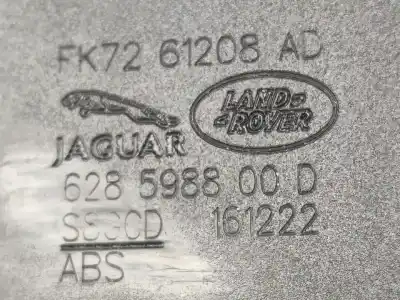 FK72 61208 AD
JAGUAR
LAND ROVER
628 5988 00 D
161222
ABS